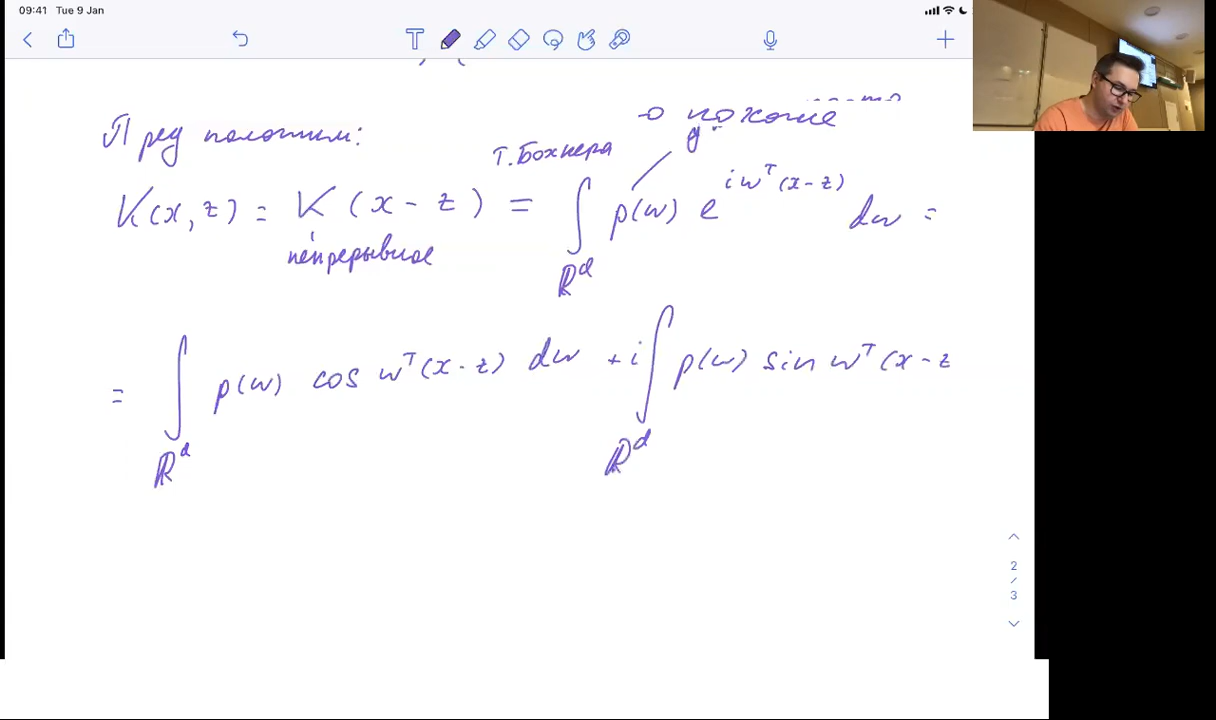 09:41 Tue 9 Jan
Предположим:
Т. Бохнера
K(x, z) = K(x - z) = ∫ p(w) e^{iw^T(x-z)} dw =
непрерывное
ℝ^d
= ∫ p(w) cos w^T(x-z) dw + i ∫ p(w) sin w^T(x-z
ℝ^d ℝ^d
2
/
3